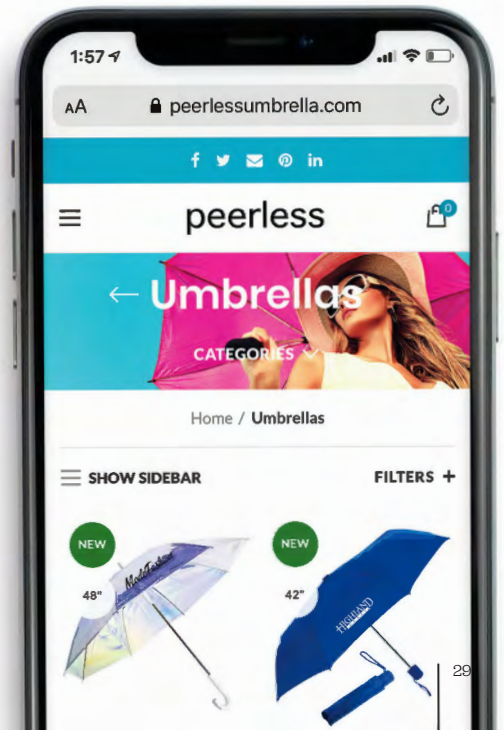 1:57
AA peerlessumbrella.com
peerless 0
Umbrellas
CATEGORIES
Home / Umbrellas
SHOW SIDEBAR FILTERS +
NEW NEW
48" 42"
ModaFashion
HIGHLAND
29